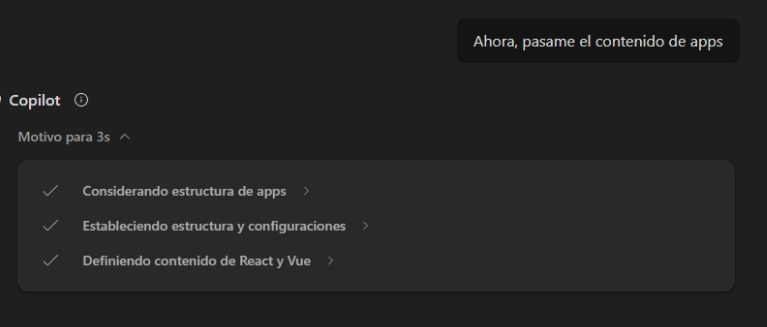 Ahora, pasame el contenido de apps
Copilot
Motivo para 3s
Considerando estructura de apps
Estableciendo estructura y configuraciones
Definiendo contenido de React y Vue